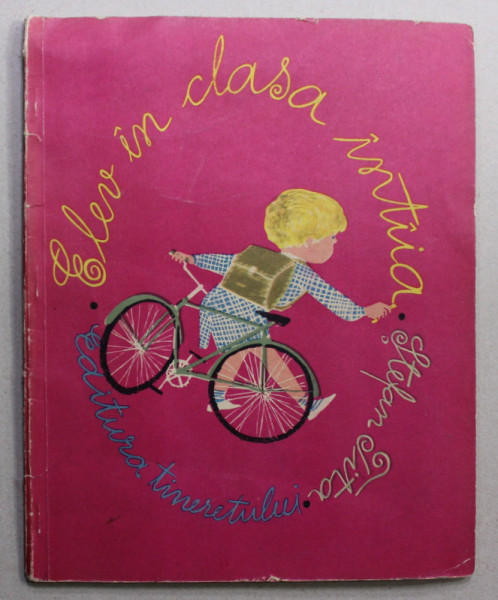 Elev în clasa întîia
Ștefan Tita
Editura tineretului